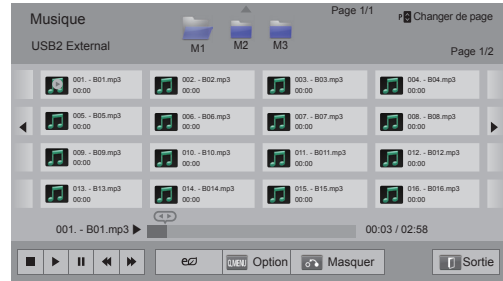 Musique
Page 1/1
P Changer de page
USB2 External
M1 M2 M3
Page 1/2
001. - B01.mp3
00:00
002. - B02.mp3
00:00
003. - B03.mp3
00:00
004. - B04.mp3
00:00
005. - B05.mp3
00:00
006. - B06.mp3
00:00
007. - B07.mp3
00:00
008. - B08.mp3
00:00
009. - B09.mp3
00:00
010. - B10.mp3
00:00
011. - B011.mp3
00:00
012. - B012.mp3
00:00
013. - B13.mp3
00:00
014. - B014.mp3
00:00
015. - B15.mp3
00:00
016. - B016.mp3
00:00
001. - B01.mp3
00:03 / 02:58
Q.MENU Option Masquer Sortie